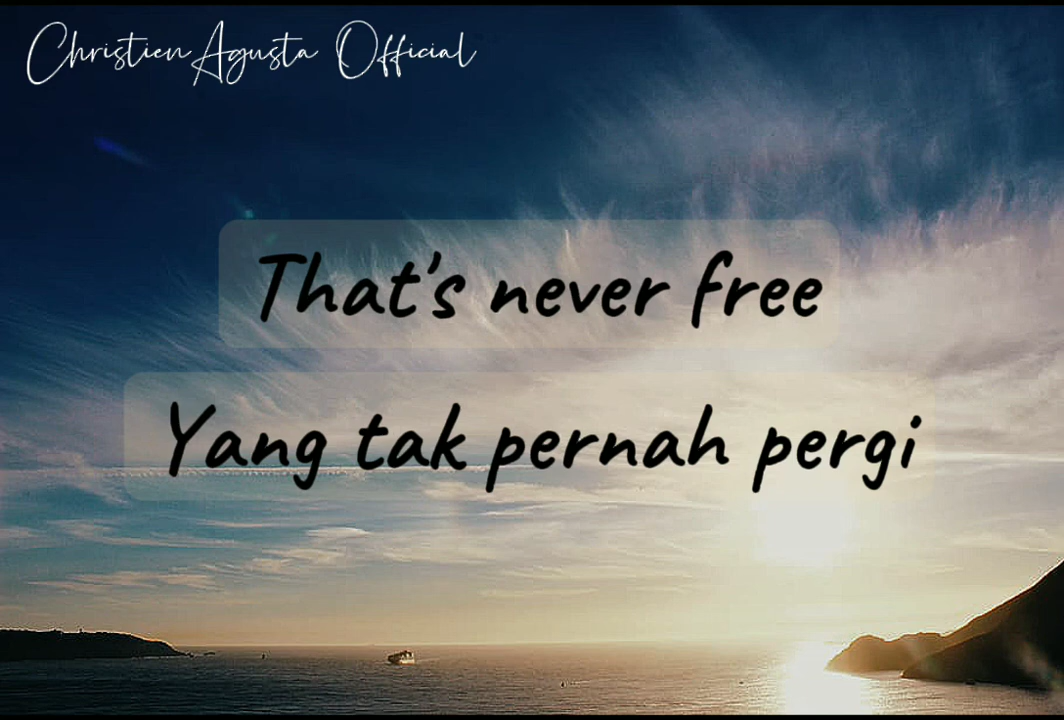 Christien Agusta Official
That's never free
Yang tak pernah pergi